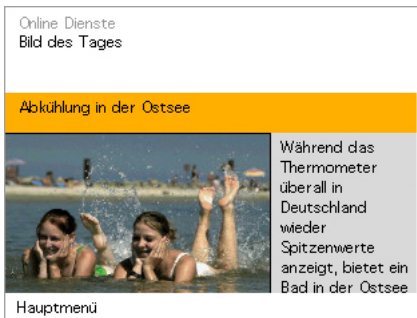 Online Dienste
Bild des Tages
Abkühlung in der Ostsee
Während das
Thermometer
überall in
Deutschland
wieder
Spitzenwerte
anzeigt, bietet ein
Bad in der Ostsee
Hauptmenü